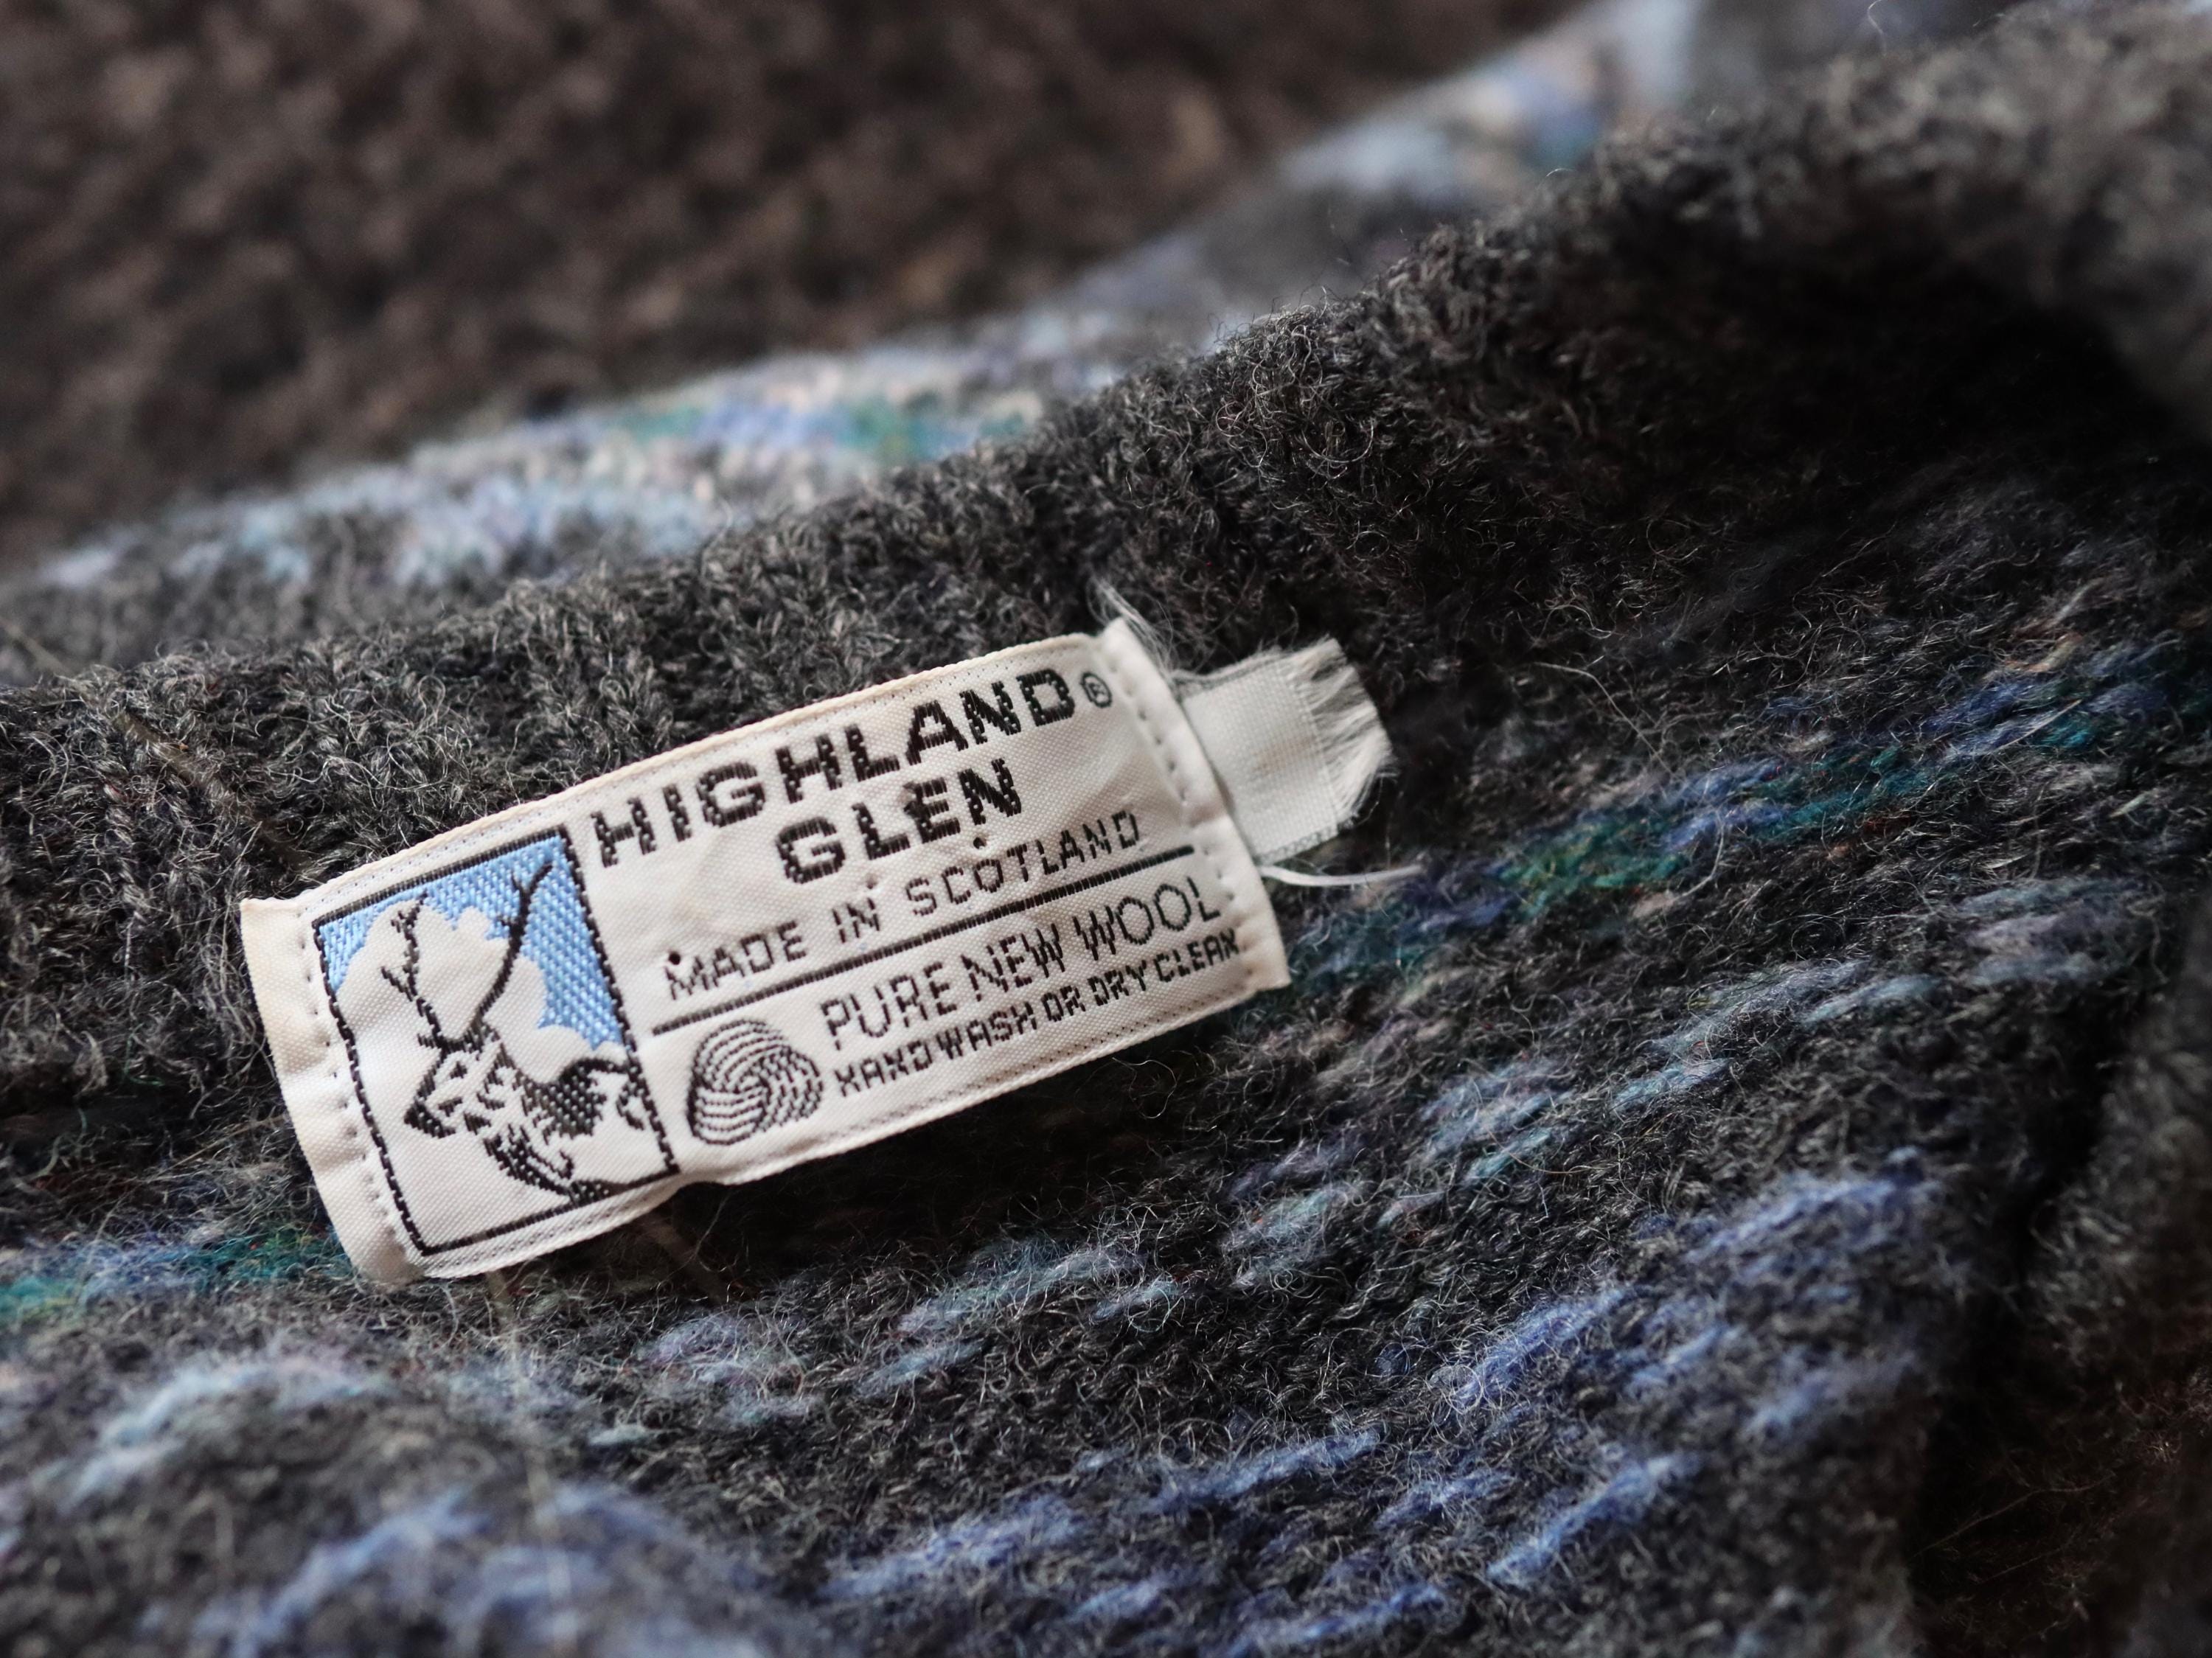 HIGHLAND®
GLEN
MADE IN SCOTLAND
PURE NEW WOOL
HAND WASH OR DRY CLEAN